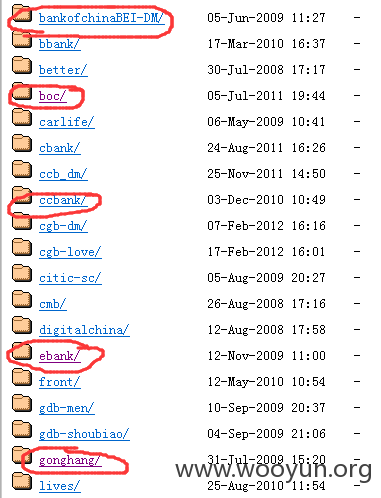 bankofchinaBEI-DM/ 05-Jun-2009 11:27 -
bbank/ 17-Mar-2010 16:37 -
better/ 30-Jul-2008 17:17 -
boc/ 05-Jul-2011 19:44 -
carlife/ 06-May-2009 10:41 -
cbank/ 24-Aug-2011 16:26 -
ccb_dm/ 25-Nov-2011 14:50 -
ccbank/ 03-Dec-2010 10:49 -
cgb-dm/ 07-Feb-2012 16:16 -
cgb-love/ 17-Feb-2012 16:01 -
citic-sc/ 05-Aug-2009 20:27 -
cmb/ 26-Aug-2008 17:16 -
digitalchina/ 12-Aug-2008 17:58 -
ebank/ 12-Nov-2009 11:00 -
front/ 12-May-2010 10:54 -
gdb-men/ 10-Sep-2009 20:37 -
gdb-shoubiao/ 04-Sep-2009 21:06 -
gonghang/ 31-Jul-2009 15:20 -
lives/ 25-Aug-2010 11:54 -
www.wooyun.org